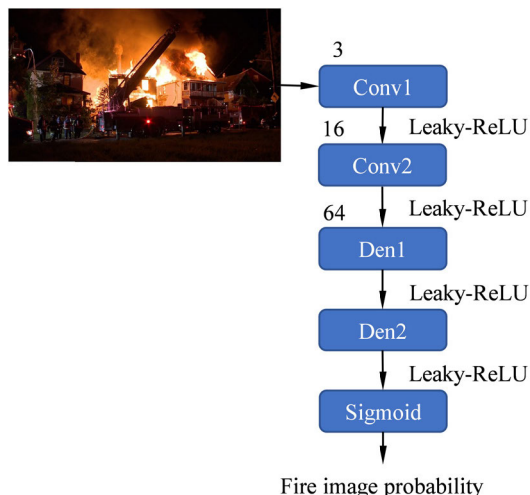 3
Conv1
Leaky-ReLU
16
Conv2
Leaky-ReLU
64
Den1
Leaky-ReLU
Den2
Leaky-ReLU
Sigmoid
Fire image probability